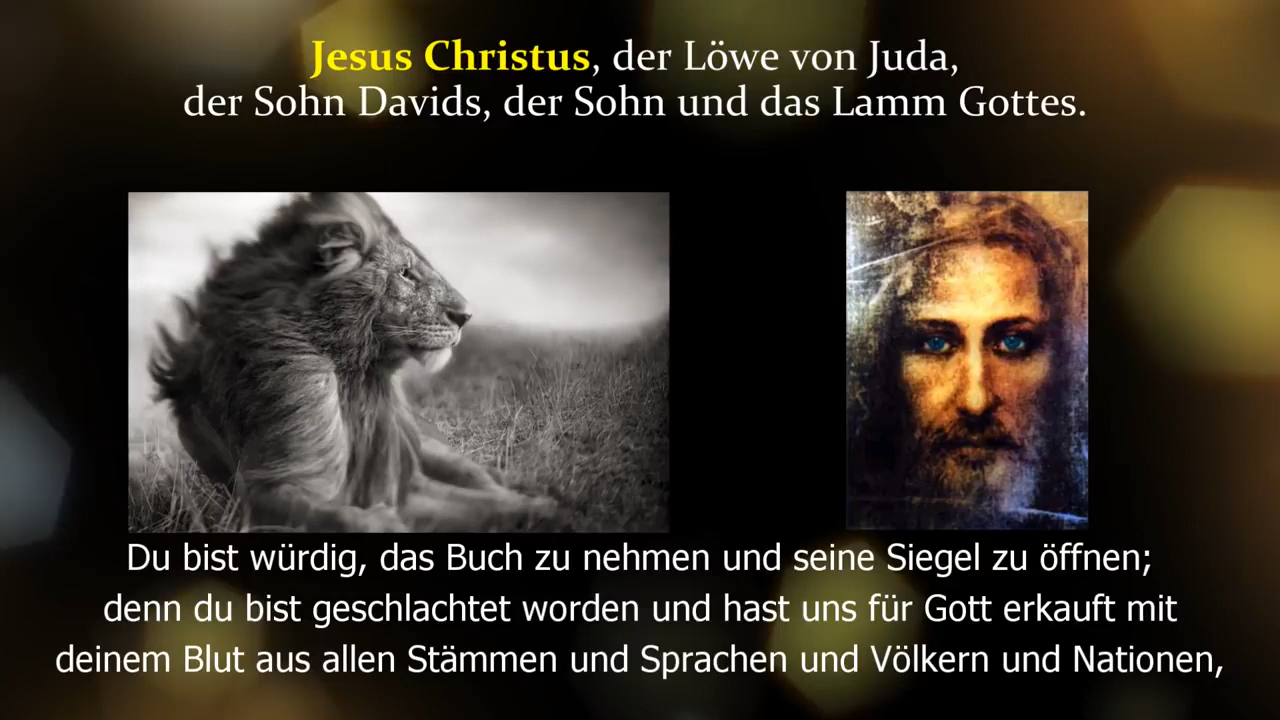 Jesus Christus, der Löwe von Juda,
der Sohn Davids, der Sohn und das Lamm Gottes.
Du bist würdig, das Buch zu nehmen und seine Siegel zu öffnen;
denn du bist geschlachtet worden und hast uns für Gott erkauft mit
deinem Blut aus allen Stämmen und Sprachen und Völkern und Nationen,